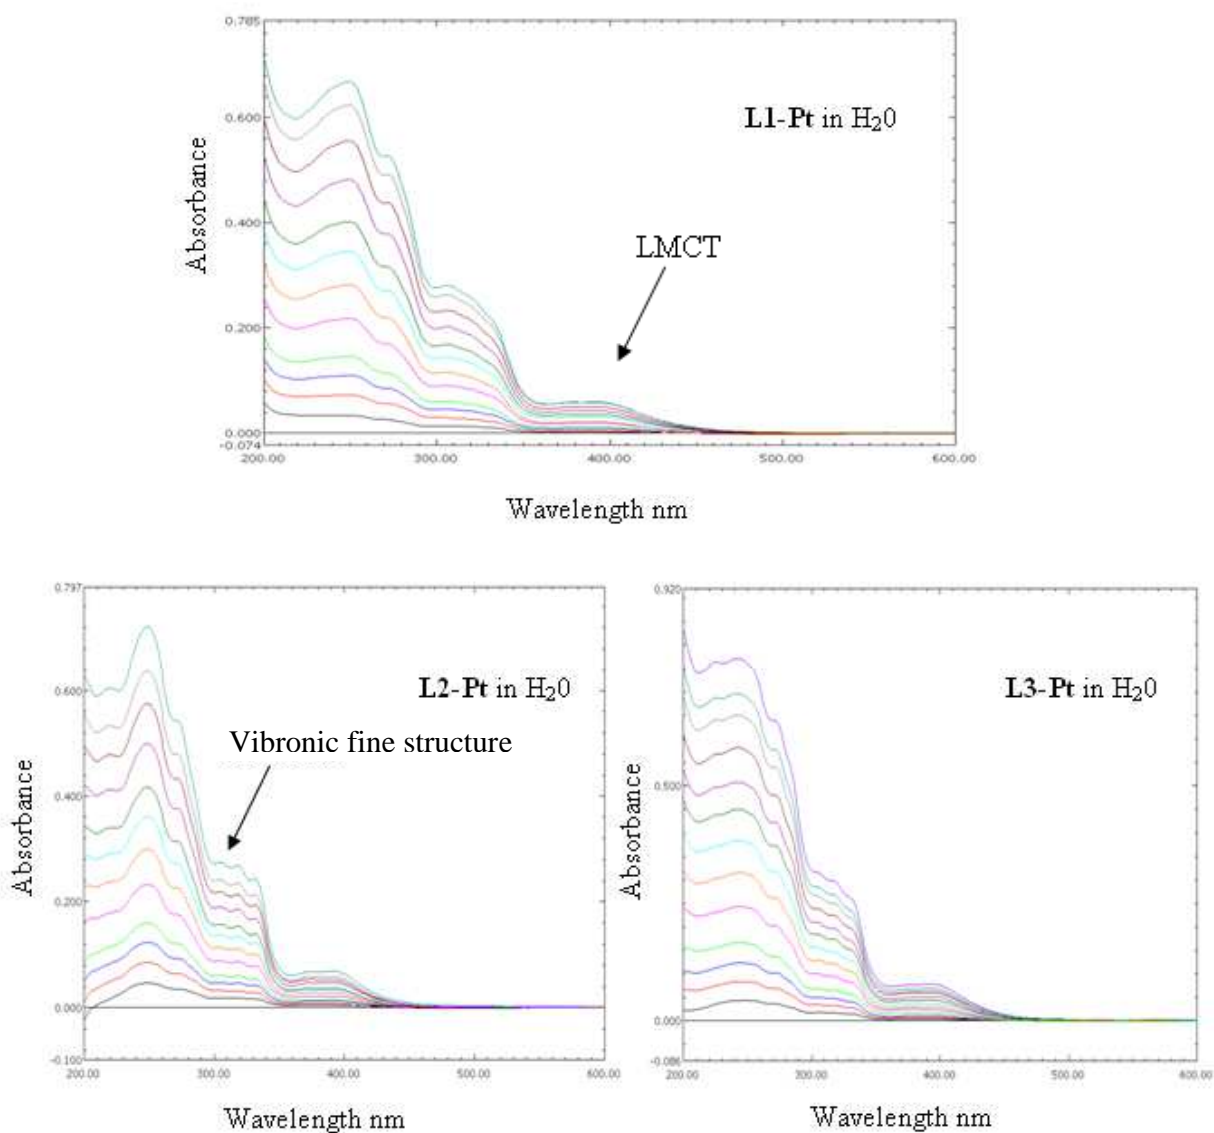 0.785
L1-Pt in H₂0
0.600
Absorbance
0.400
LMCT
0.200
0.000
-0.074
200.00 300.00 400.00 500.00 600.00
Wavelength nm
0.797
0.600
L2-Pt in H₂0
Vibronic fine structure
0.400
Absorbance
0.200
0.000
-0.100
200.00 300.00 400.00 500.00 600.00
Wavelength nm
0.920
L3-Pt in H₂0
0.500
Absorbance
0.000
-0.086
200.00 300.00 400.00 500.00 600.00
Wavelength nm